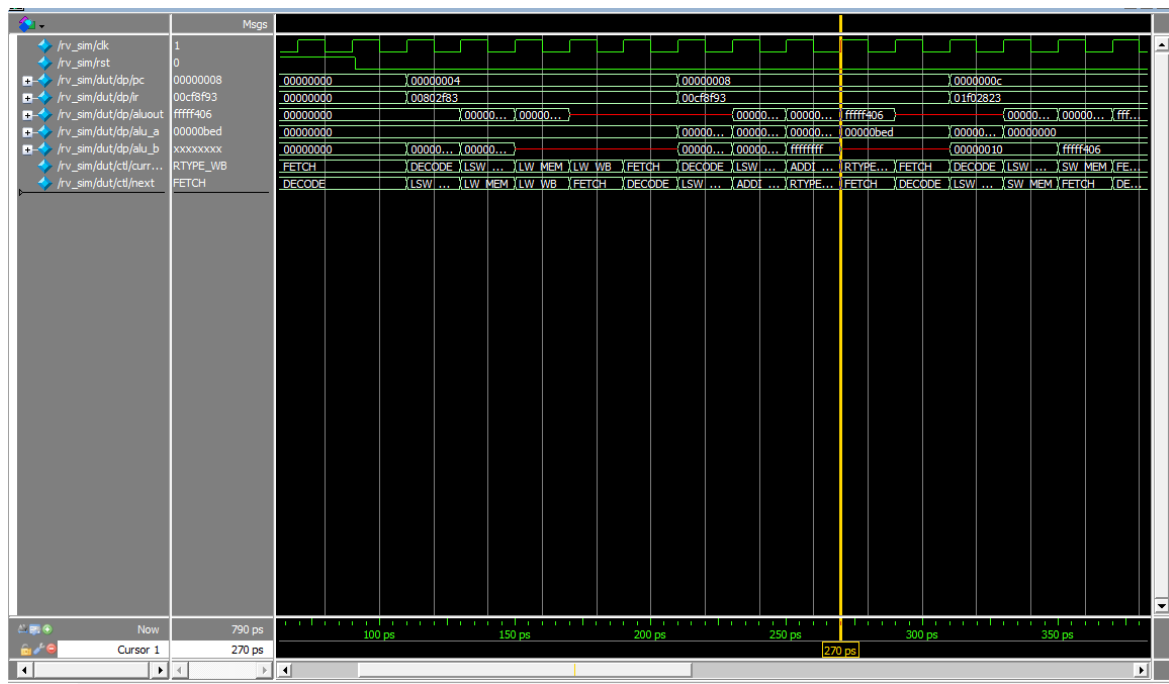 Msgs
/rv_sim/clk 1
/rv_sim/rst 0
/rv_sim/dut/dp/pc 00000008 00000000 00000004 00000008 0000000c
/rv_sim/dut/dp/ir 00cf8f93 00000000 00802f83 00cf8f93 01f02823
/rv_sim/dut/dp/aluout fffff406 00000000 00000... 00000... 00000... 00000... fffff406 00000... 00000... fff...
/rv_sim/dut/dp/alu_a 00000bed 00000000 00000... 00000... 00000... 00000bed 00000... 00000000
/rv_sim/dut/dp/alu_b xxxxxxxx 00000000 00000... 00000... 00000... 00000... ffffffff 00000010 fffff406
/rv_sim/dut/ctl/curr... RTYPE_WB FETCH DECODE LSW ... LW_MEM LW_WB FETCH DECODE LSW ... ADDI ... RTYPE... FETCH DECODE LSW ... SW_MEM FE...
/rv_sim/dut/ctl/next FETCH DECODE LSW ... LW_MEM LW_WB FETCH DECODE LSW ... ADDI ... RTYPE... FETCH DECODE LSW ... SW_MEM FETCH DE...
Now 790 ps 100 ps 150 ps 200 ps 250 ps 300 ps 350 ps
Cursor 1 270 ps 270 ps